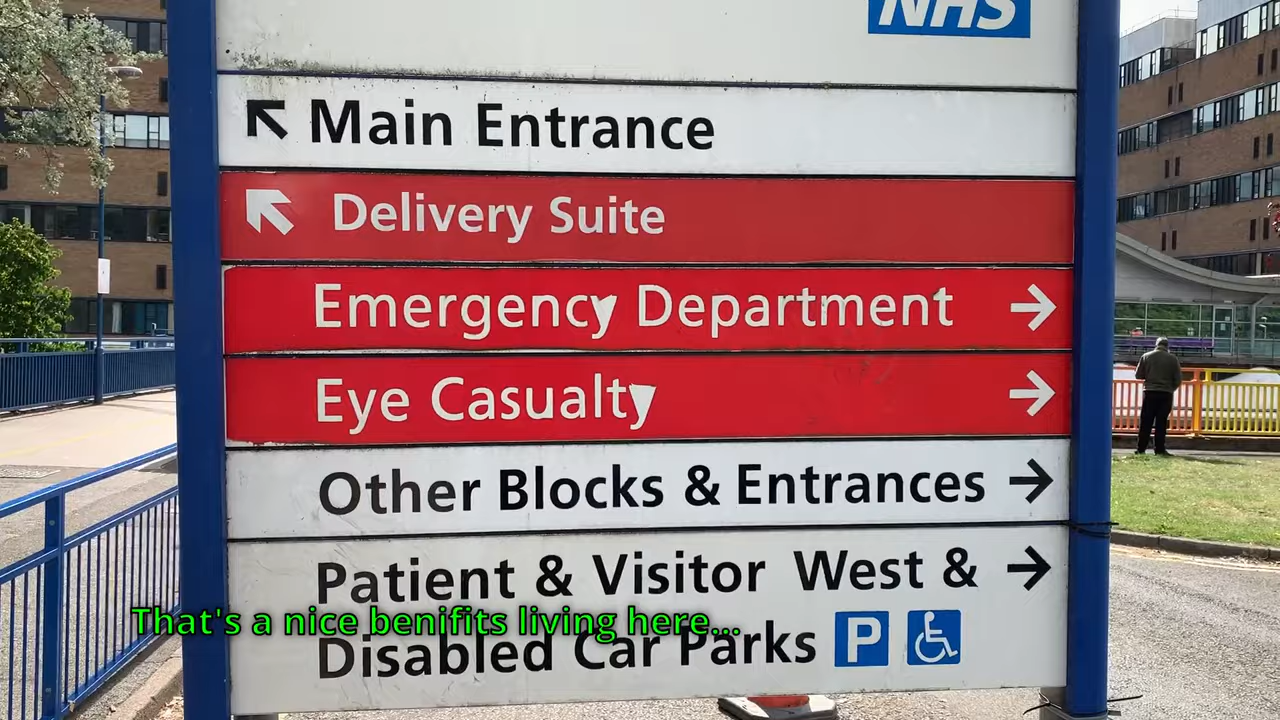 NHS
Main Entrance
Delivery Suite
Emergency Department
Eye Casualty
Other Blocks & Entrances
Patient & Visitor West &
That's a nice benifits living here...
Disabled Car Parks P